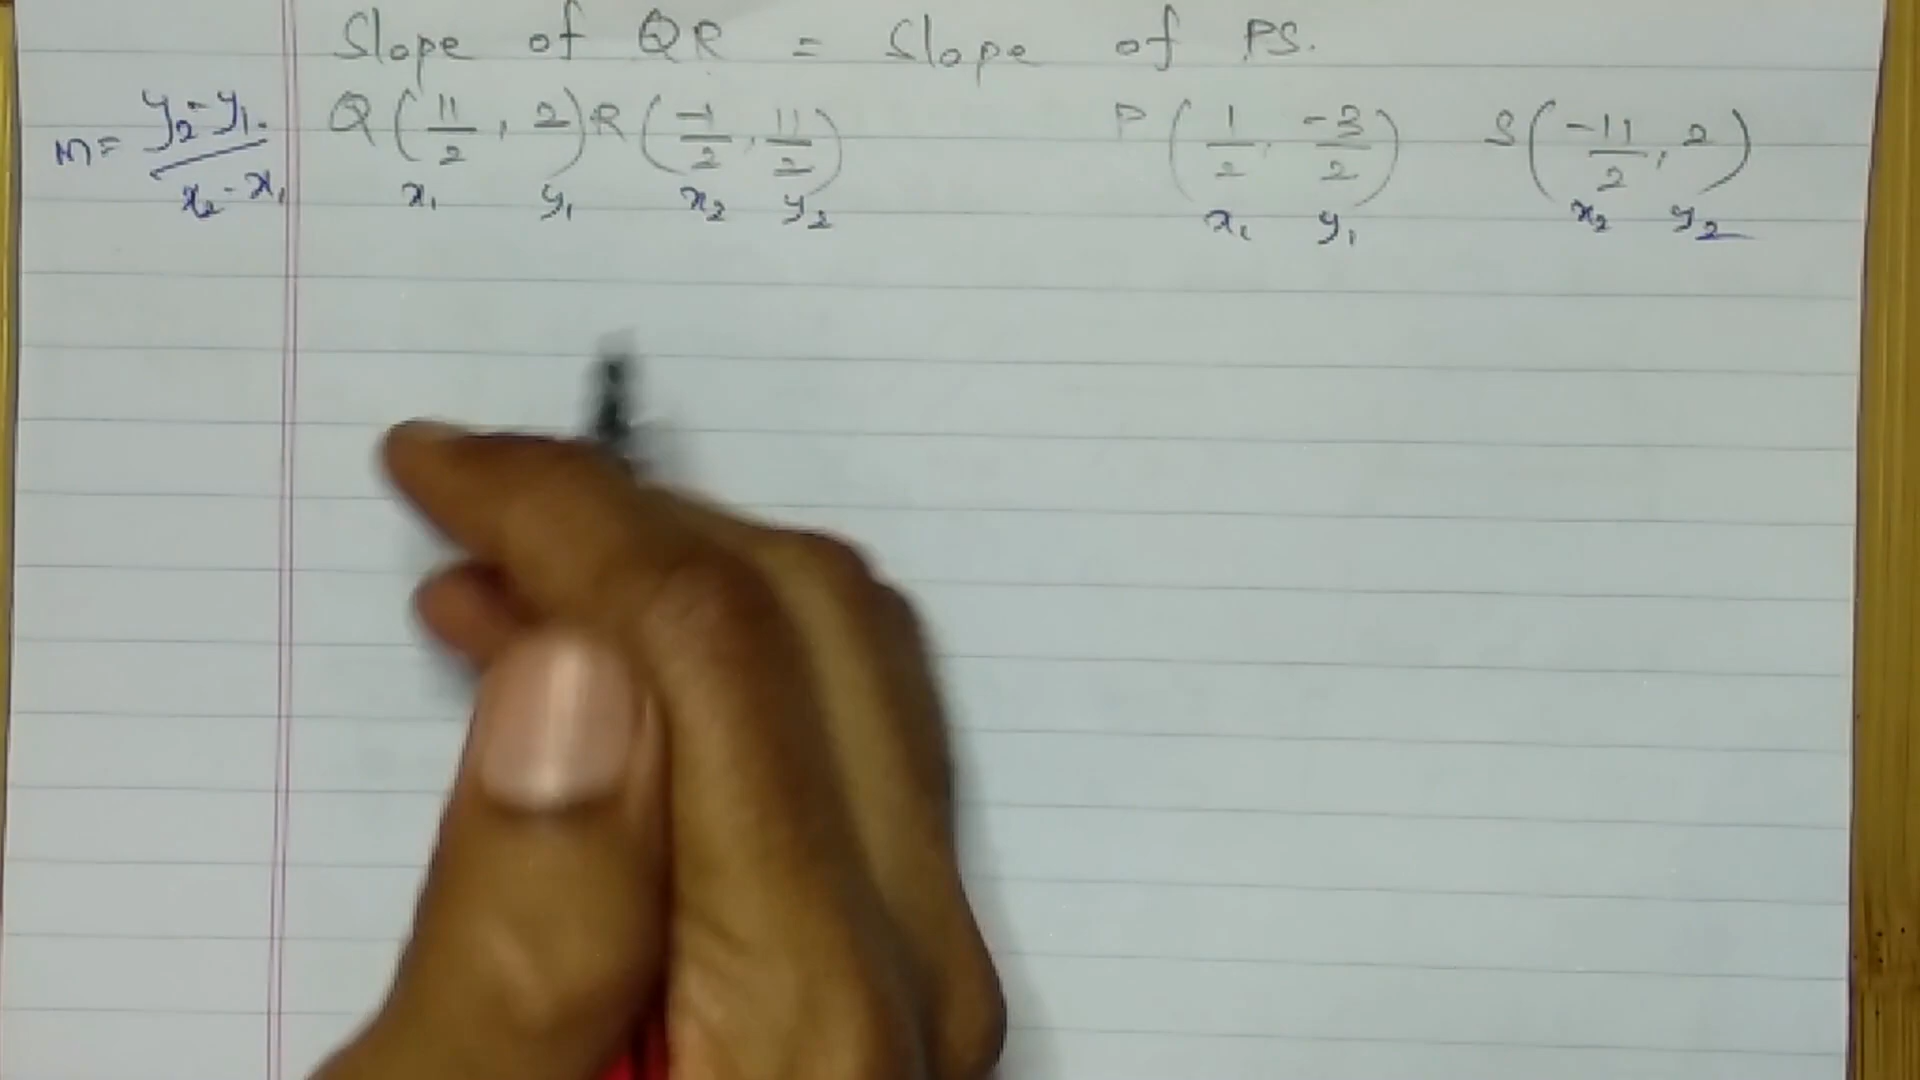 Slope of QR = Slope of PS.
m = y₂-y₁. / x₂-x₁
Q(11/2, 2) R(-1/2, 11/2) P(1/2, -3/2) S(-11/2, 2)
x₁ y₁ x₂ y₂ x₁ y₁ x₂ y₂